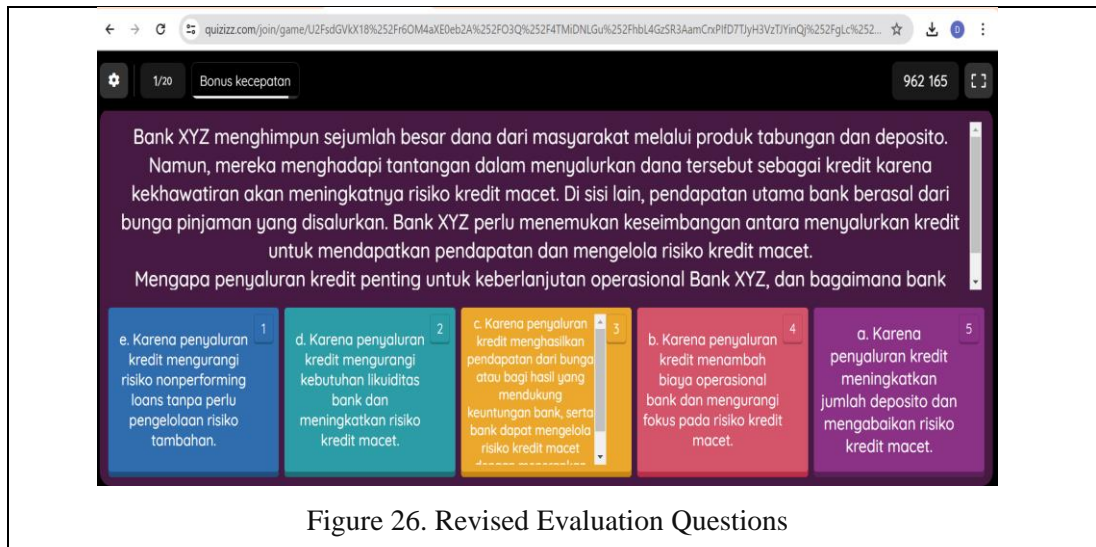 quizizz.com/join/game/U2FsdGVkX18%252Fr6OM4aXE0eb2A%252FO3Q%252F4TMiDNLGu%252FhbL4GzSR3AamCrxPIfD7TJyH3VzTJYinQj%252FgLc%252...
D
1/20 Bonus kecepatan 962 165
Bank XYZ menghimpun sejumlah besar dana dari masyarakat melalui produk tabungan dan deposito.
Namun, mereka menghadapi tantangan dalam menyalurkan dana tersebut sebagai kredit karena
kekhawatiran akan meningkatnya risiko kredit macet. Di sisi lain, pendapatan utama bank berasal dari
bunga pinjaman yang disalurkan. Bank XYZ perlu menemukan keseimbangan antara menyalurkan kredit
untuk mendapatkan pendapatan dan mengelola risiko kredit macet.
Mengapa penyaluran kredit penting untuk keberlanjutan operasional Bank XYZ, dan bagaimana bank
1
e. Karena penyaluran
kredit mengurangi
risiko nonperforming
loans tanpa perlu
pengelolaan risiko
tambahan.
2
d. Karena penyaluran
kredit mengurangi
kebutuhan likuiditas
bank dan
meningkatkan risiko
kredit macet.
3
c. Karena penyaluran
kredit menghasilkan
pendapatan dari bunga
atau bagi hasil yang
mendukung
keuntungan bank, serta
bank dapat mengelola
risiko kredit macet
4
b. Karena penyaluran
kredit menambah
biaya operasional
bank dan mengurangi
fokus pada risiko kredit
macet.
5
a. Karena
penyaluran kredit
meningkatkan
jumlah deposito dan
mengabaikan risiko
kredit macet.
Figure 26. Revised Evaluation Questions